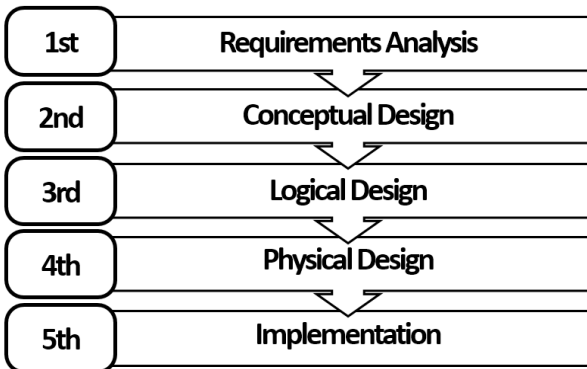 1st Requirements Analysis
2nd Conceptual Design
3rd Logical Design
4th Physical Design
5th Implementation